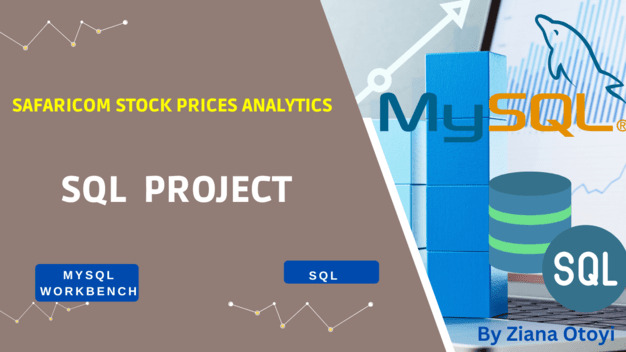 SAFARICOM STOCK PRICES ANALYTICS
SQL PROJECT
MYSQL
WORKBENCH
SQL
MySQL®
SQL
By Ziana Otoyi